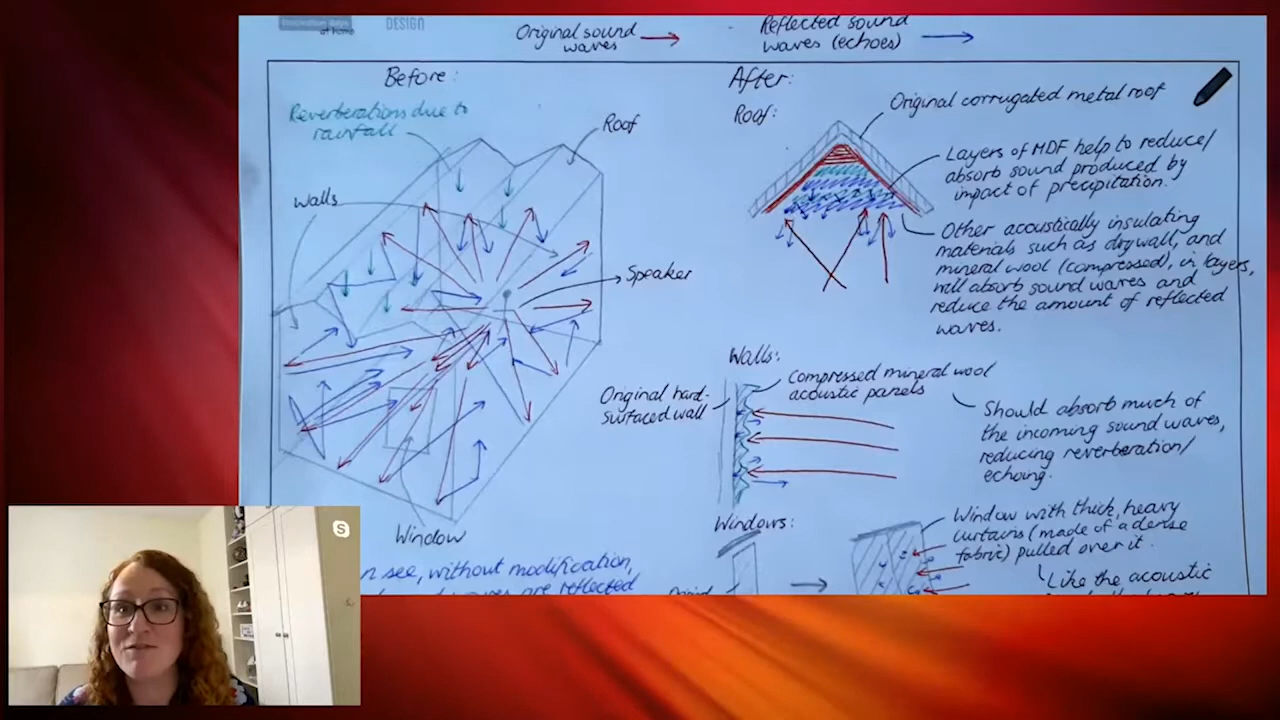 at home
DESIGN
Original sound
waves
Reflected sound
waves (echoes)
Before:
Reverberations due to
rainfall
Roof
Walls
Speaker
Window
n see, without modification,
waves are reflected
After:
Roof:
Original corrugated metal roof
Layers of MDF help to reduce/
absorb sound produced by
impact of precipitation.
Other acoustically insulating
materials such as drywall, and
mineral wool (compressed), in layers,
will absorb sound waves and
reduce the amount of reflected
waves.
Walls:
Compressed mineral wool
acoustic panels
Original hard-
surfaced wall
Should absorb much of
the incoming sound waves,
reducing reverberation/
echoing.
Windows:
Window with thick, heavy
curtains (made of a dense
fabric) pulled over it.
Like the acoustic
Original
S